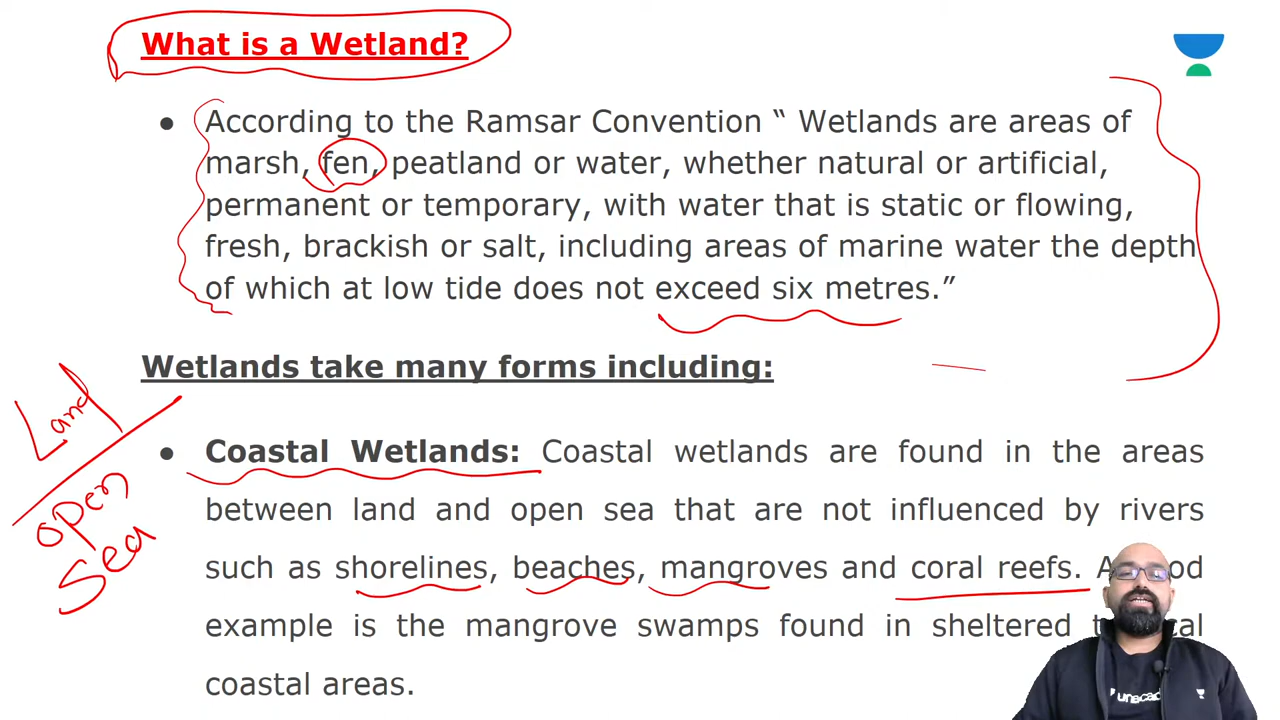 What is a Wetland?
● According to the Ramsar Convention “ Wetlands are areas of
marsh, fen, peatland or water, whether natural or artificial,
permanent or temporary, with water that is static or flowing,
fresh, brackish or salt, including areas of marine water the depth
of which at low tide does not exceed six metres.”
Wetlands take many forms including:
Land
open
Sea
● Coastal Wetlands: Coastal wetlands are found in the areas
between land and open sea that are not influenced by rivers
such as shorelines, beaches, mangroves and coral reefs. A
example is the mangrove swamps found in sheltered
coastal areas.